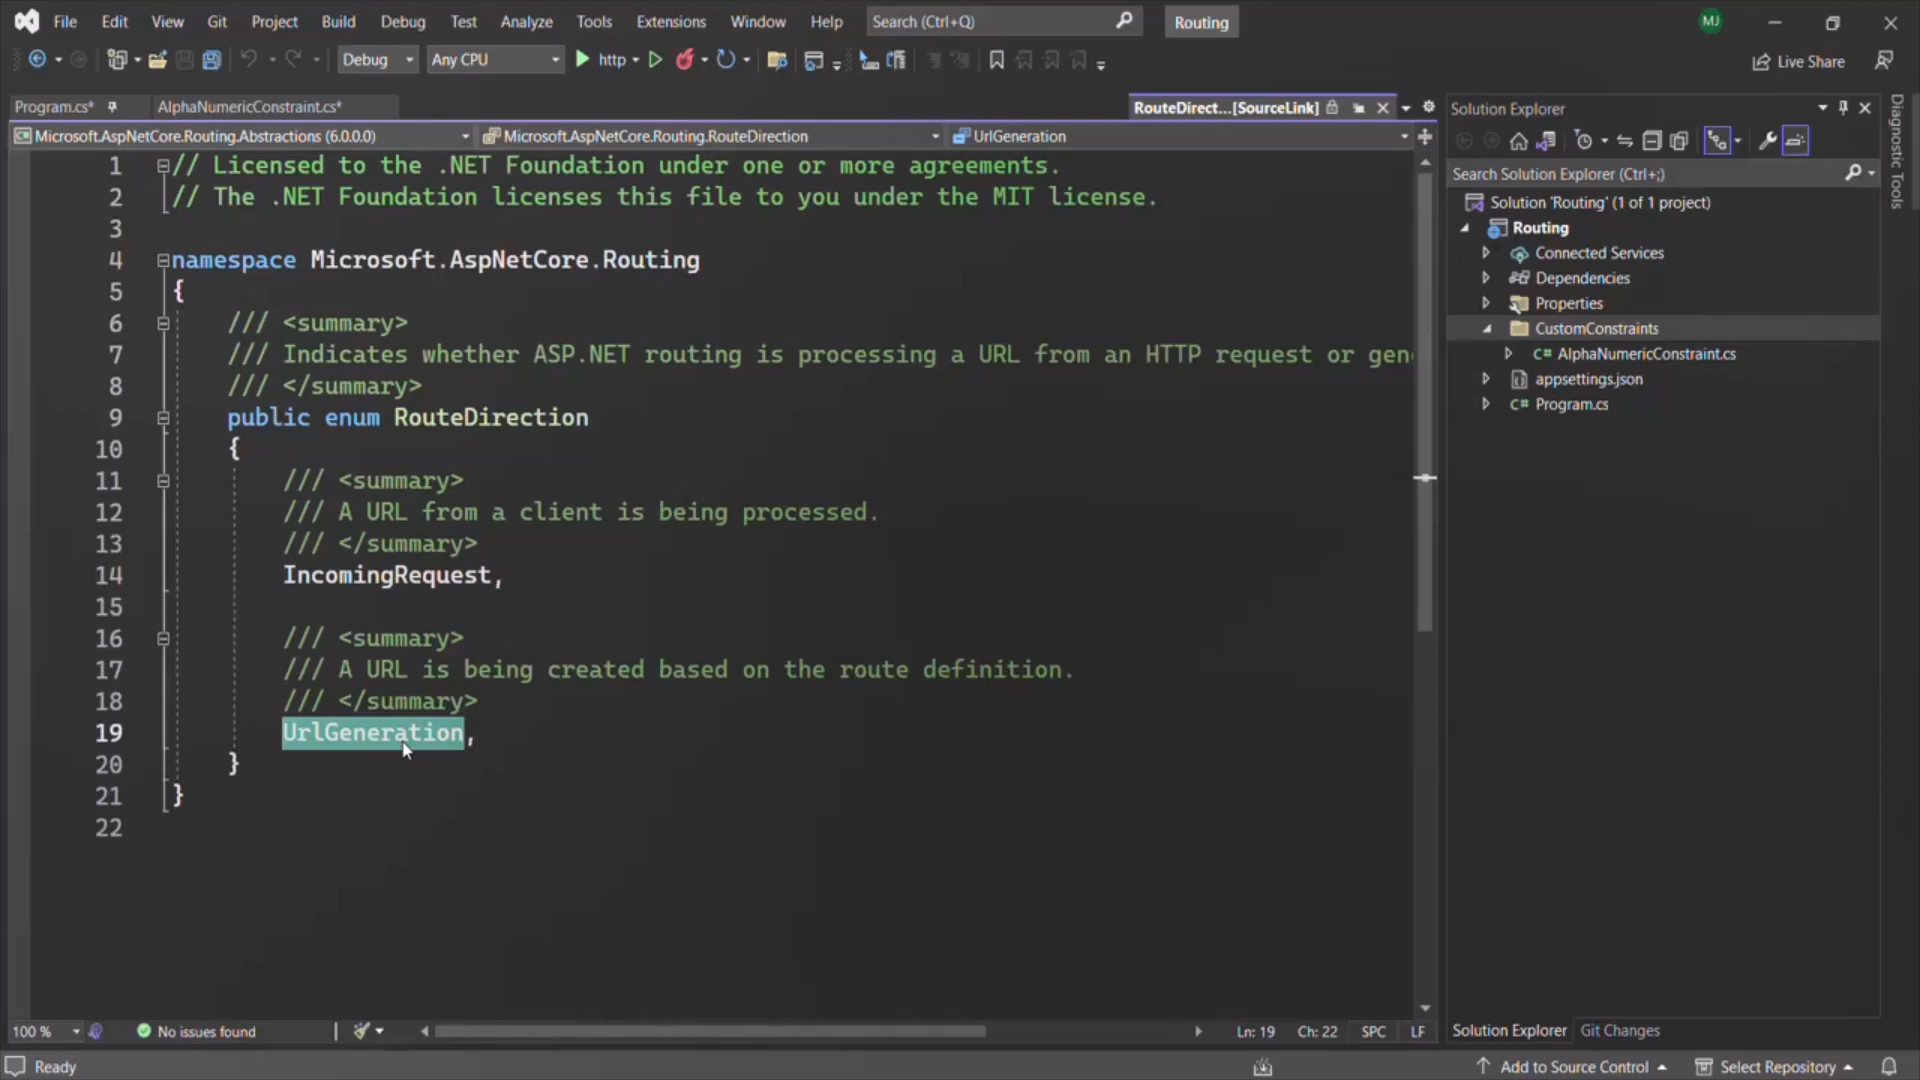 File Edit View Git Project Build Debug Test Analyze Tools Extensions Window Help Search (Ctrl+Q) Routing MJ
Debug Any CPU http Live Share
Program.cs* AlphaNumericConstraint.cs* RouteDirect...[SourceLink]
Microsoft.AspNetCore.Routing.Abstractions (6.0.0.0) Microsoft.AspNetCore.Routing.RouteDirection UrlGeneration
1 // Licensed to the .NET Foundation under one or more agreements.
2 // The .NET Foundation licenses this file to you under the MIT license.
3
4 namespace Microsoft.AspNetCore.Routing
5 {
6 /// <summary>
7 /// Indicates whether ASP.NET routing is processing a URL from an HTTP request or gen
8 /// </summary>
9 public enum RouteDirection
10 {
11 /// <summary>
12 /// A URL from a client is being processed.
13 /// </summary>
14 IncomingRequest,
15
16 /// <summary>
17 /// A URL is being created based on the route definition.
18 /// </summary>
19 UrlGeneration,
20 }
21 }
22
100 % No issues found Ln: 19 Ch: 22 SPC LF
Solution Explorer
Search Solution Explorer (Ctrl+;)
Solution 'Routing' (1 of 1 project)
Routing
Connected Services
Dependencies
Properties
CustomConstraints
C# AlphaNumericConstraint.cs
appsettings.json
C# Program.cs
Solution Explorer Git Changes
Diagnostic Tools
Ready Add to Source Control Select Repository